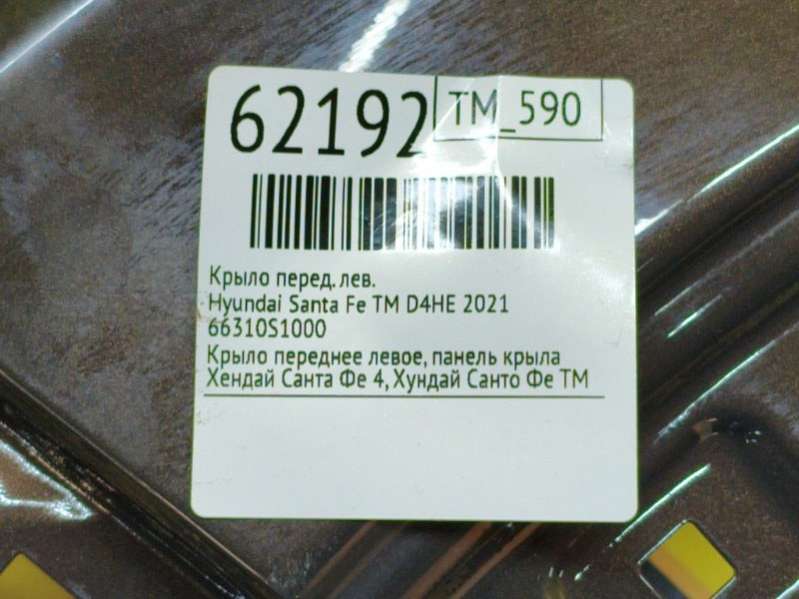 62192
TM_590
Крыло перед. лев.
Hyundai Santa Fe TM D4HE 2021
66310S1000
Крыло переднее левое, панель крыла
Хендай Санта Фе 4, Хундай Санто Фе ТМ